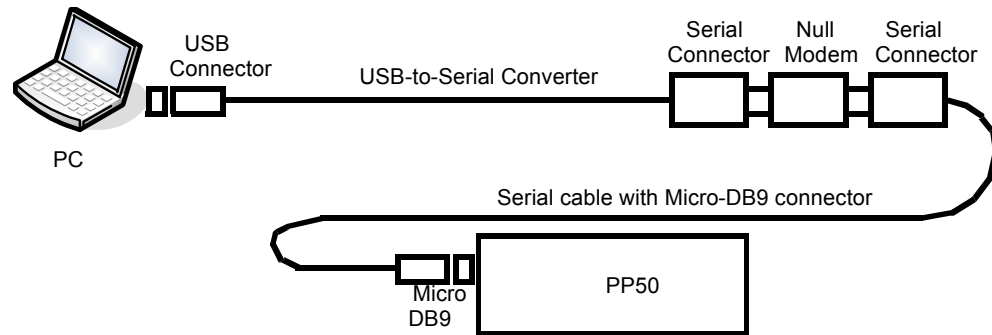 USB
Connector
USB-to-Serial Converter
Serial
Connector
Null
Modem
Serial
Connector
PC
Serial cable with Micro-DB9 connector
Micro
DB9
PP50